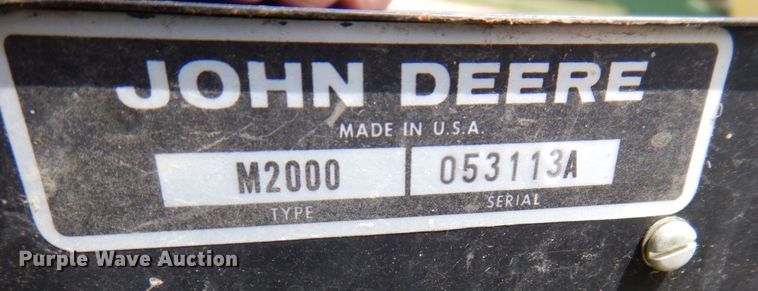 JOHN DEERE
MADE IN U.S.A.
M2000 053113A
TYPE SERIAL
Purple Wave Auction